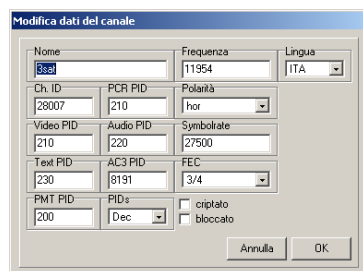 Modifica dati del canale
Nome Frequenza Lingua
3sat 11954 ITA
Ch. ID PCR PID Polarità
28007 210 hor
Video PID Audio PID Symbolrate
210 220 27500
Text PID AC3 PID FEC
230 8191 3/4
PMT PID PIDs criptato
200 Dec bloccato
Annulla OK